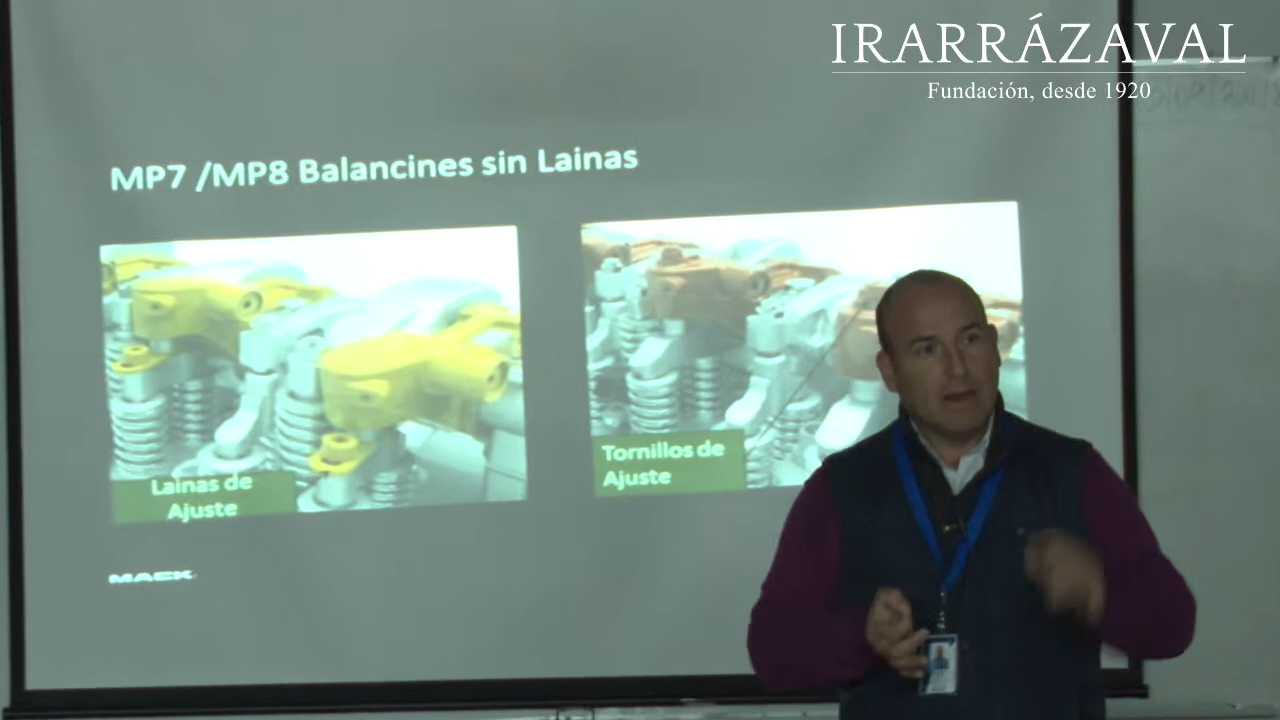 IRARRÁZAVAL
Fundación, desde 1920
MP7 /MP8 Balancines sin Lainas
Lainas de
Ajuste
Tornillos de
Ajuste
MACK